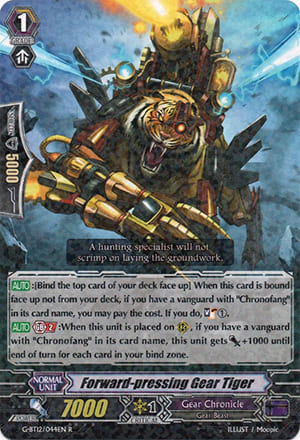 1
GRADE
5000
A hunting specialist will not
scrimp on laying the groundwork.
AUTO :[Bind the top card of your deck face up] When this card is bound
face up not from your deck, if you have a vanguard with "Chronofang"
in its card name, you may pay the cost. If you do,
AUTO GB 2 :When this unit is placed on , if you have a vanguard
with "Chronofang" in its card name, this unit gets +1000 until
end of turn for each card in your bind zone.
NORMAL
UNIT
Forward-pressing Gear Tiger
POWER
7000
1
CRITICAL
Gear Chronicle
Gear Beast
G-BT12/044EN R
ILLUST / Moopic